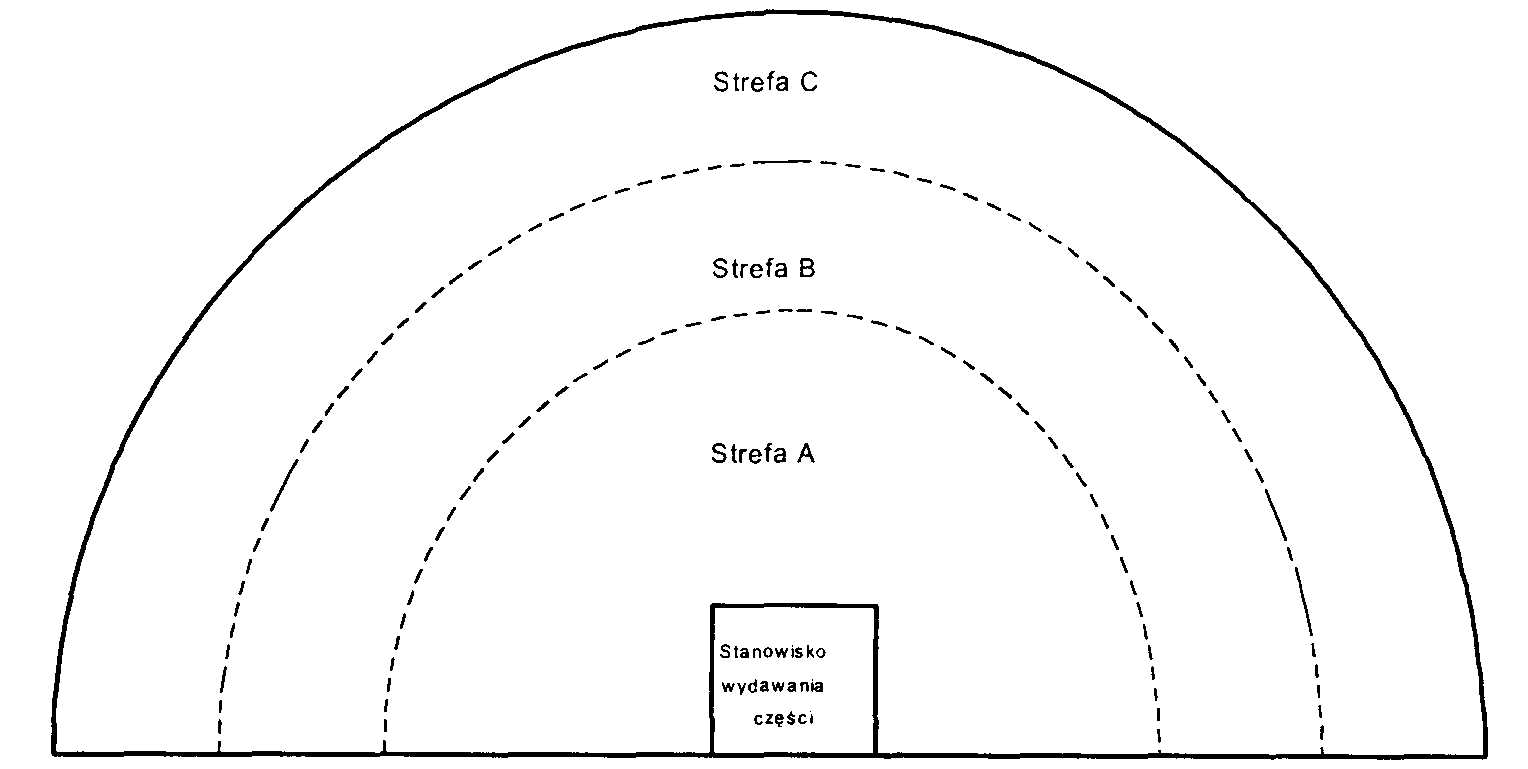 Strefa C
Strefa B
Strefa A
Stanowisko
wydawania
części